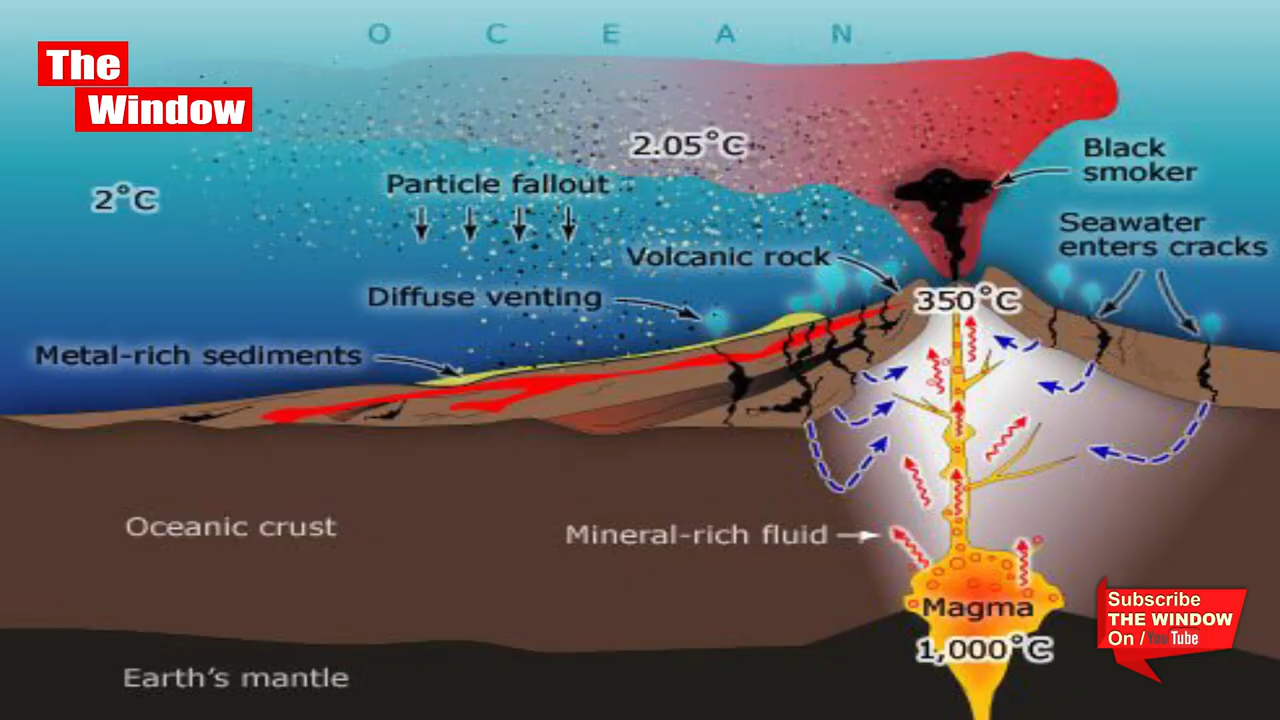 OCEAN
The
Window
2.05°C
Black
smoker
Particle fallout
2°C
Seawater
enters cracks
Volcanic rock
Diffuse venting
350°C
Metal-rich sediments
Oceanic crust
Mineral-rich fluid
Magma
1,000°C
Subscribe
THE WINDOW
On / YouTube
Earth's mantle